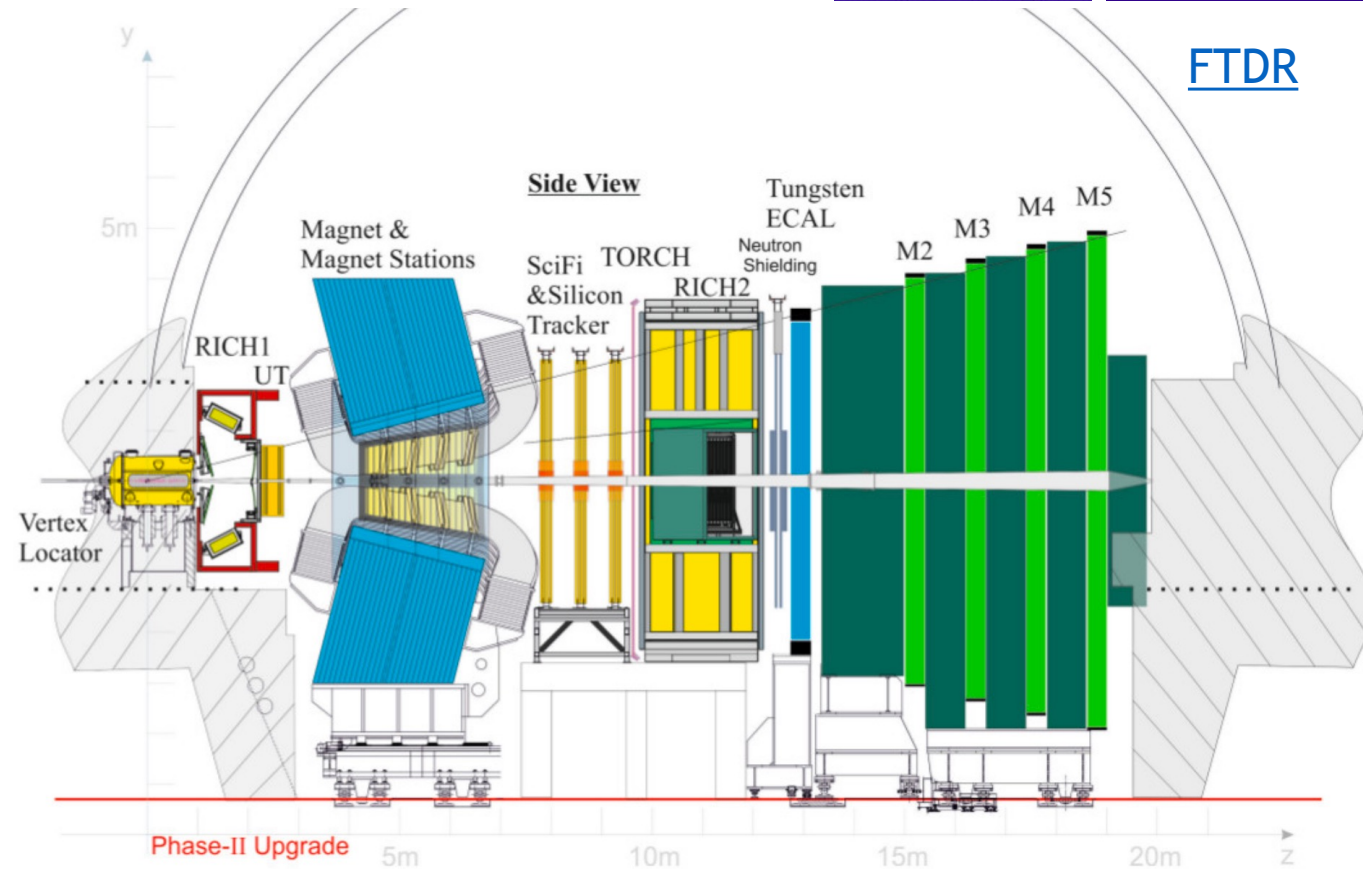 FTDR
y
5m
Side View
Magnet &
Magnet Stations
SciFi
&Silicon
Tracker
TORCH
RICH2
Tungsten
ECAL
Neutron
Shielding
M2
M3
M4
M5
RICH1
UT
Vertex
Locator
Phase-II Upgrade
5m
10m
15m
20m
z